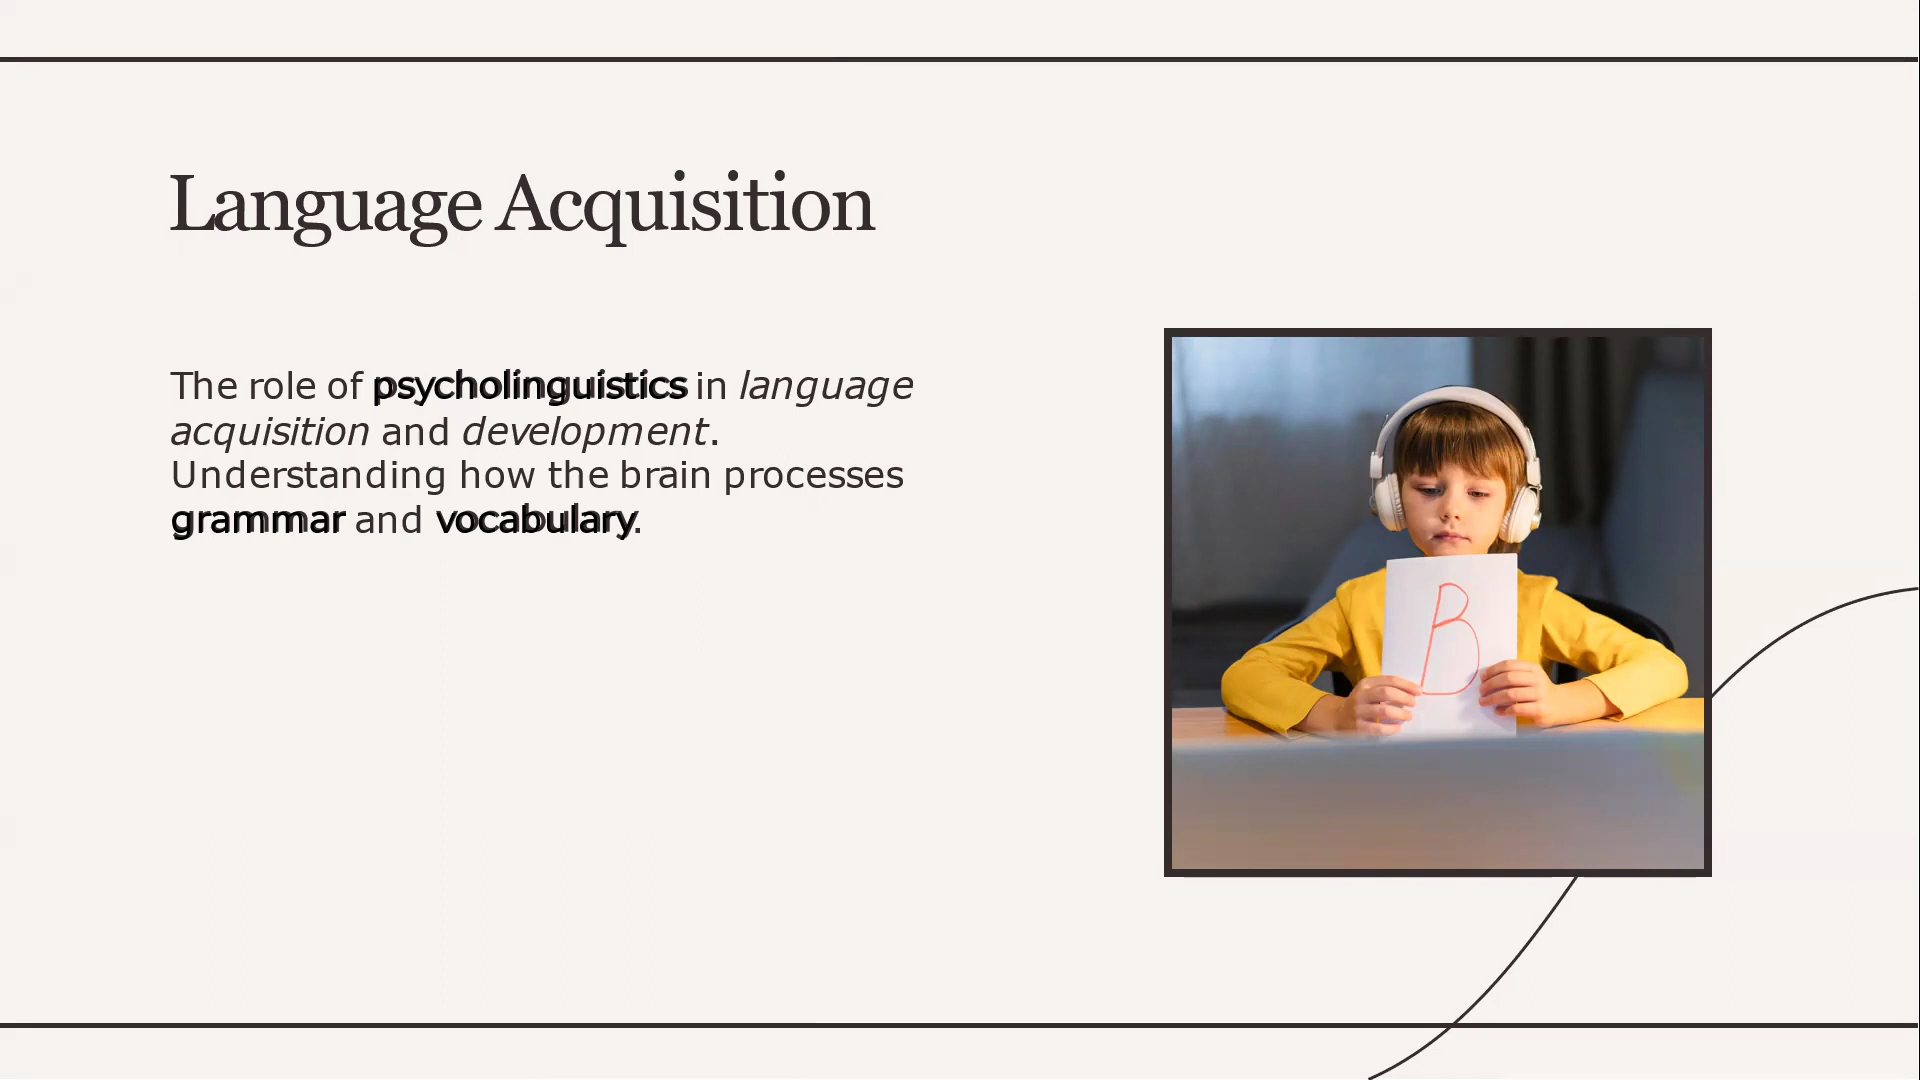 Language Acquisition
The role of psycholinguistics in language
acquisition and development.
Understanding how the brain processes
grammar and vocabulary.
B